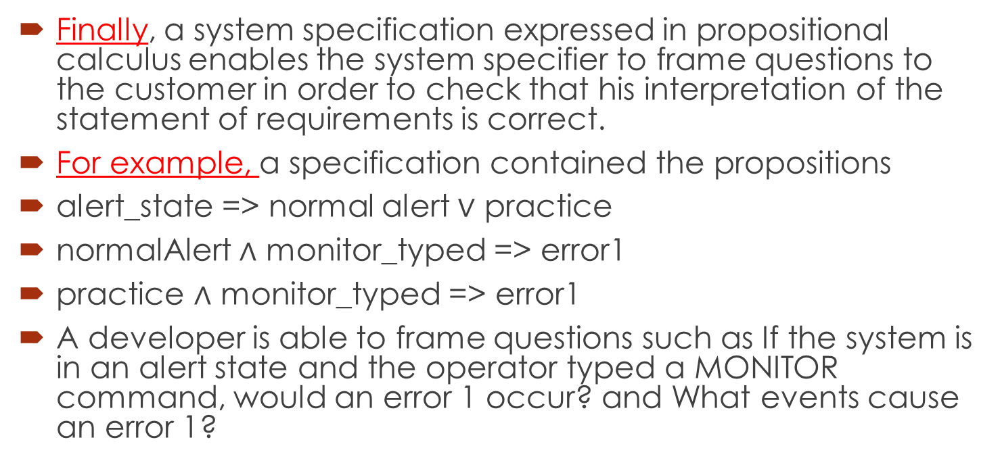 Finally, a system specification expressed in propositional
calculus enables the system specifier to frame questions to
the customer in order to check that his interpretation of the
statement of requirements is correct.
For example, a specification contained the propositions
alert_state => normal alert ∨ practice
normalAlert ∧ monitor_typed => error1
practice ∧ monitor_typed => error1
A developer is able to frame questions such as If the system is
in an alert state and the operator typed a MONITOR
command, would an error 1 occur? and What events cause
an error 1?